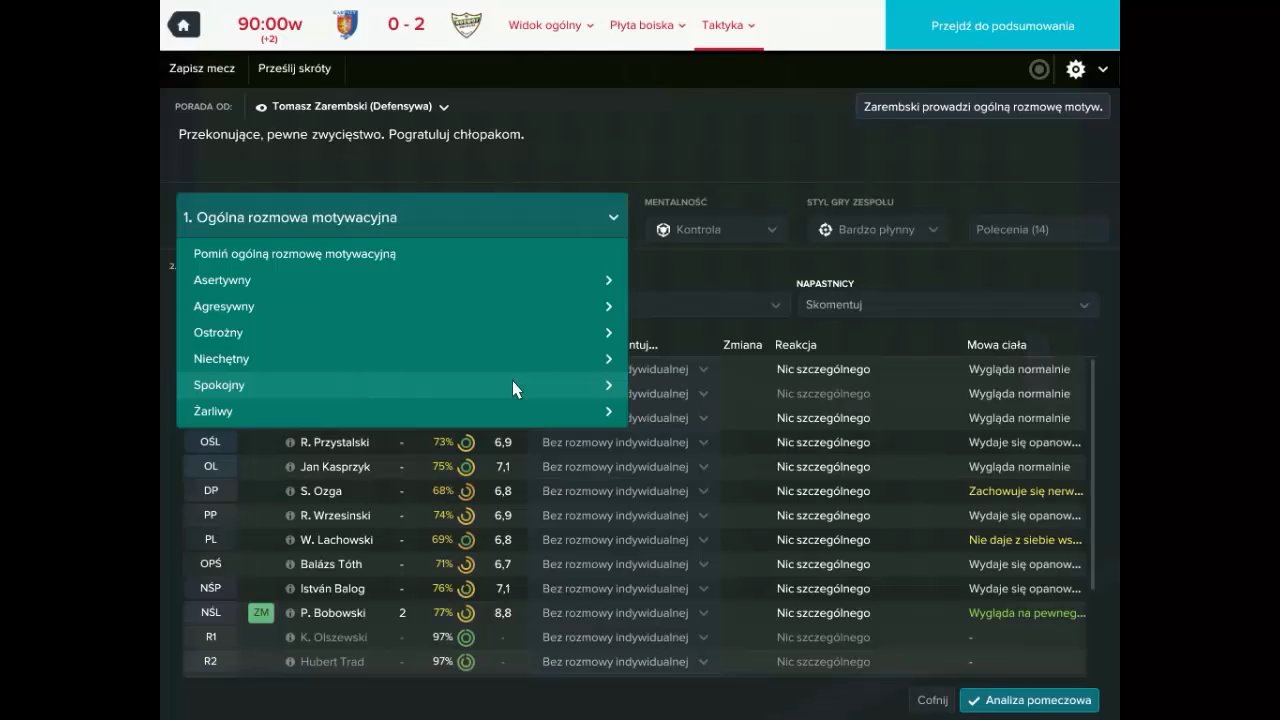 90:00w
(+2)
0 - 2
Widok ogólny
Płyta boiska
Taktyka
Przejdź do podsumowania
Zapisz mecz
Prześlij skróty
PORADA OD:
Tomasz Zarembski (Defensywa)
Zarembski prowadzi ogólną rozmowę motyw.
Przekonujące, pewne zwycięstwo. Pogratuluj chłopakom.
1. Ogólna rozmowa motywacyjna
Pomiń ogólną rozmowę motywacyjną
Asertywny
Agresywny
Ostrożny
Niechętny
Spokojny
Żarliwy
MENTALNOŚĆ
Kontrola
STYL GRY ZESPOŁU
Bardzo płynny
Polecenia (14)
2.
NAPASTNICY
Skomentuj
ntuj... Zmiana Reakcja Mowa ciała
dywidualnej Nic szczególnego Wygląda normalnie
dywidualnej Nic szczególnego Wygląda normalnie
dywidualnej Nic szczególnego Wygląda normalnie
OŚL R. Przystalski - 73% 6,9 Bez rozmowy indywidualnej Nic szczególnego Wydaje się opanow...
OL Jan Kasprzyk - 75% 7,1 Bez rozmowy indywidualnej Nic szczególnego Wygląda normalnie
DP S. Ozga - 68% 6,8 Bez rozmowy indywidualnej Nic szczególnego Zachowuje się nerw...
PP R. Wrzesinski - 74% 6,9 Bez rozmowy indywidualnej Nic szczególnego Wydaje się opanow...
PL W. Lachowski - 69% 6,8 Bez rozmowy indywidualnej Nic szczególnego Nie daje z siebie ws...
OPŚ Balázs Tóth - 71% 6,7 Bez rozmowy indywidualnej Nic szczególnego Wydaje się opanow...
NŚP István Balog - 76% 7,1 Bez rozmowy indywidualnej Nic szczególnego Wydaje się opanow...
NŚL ZM P. Bobowski 2 77% 8,8 Bez rozmowy indywidualnej Nic szczególnego Wygląda na pewneg...
R1 K. Olszewski - 97% - Bez rozmowy indywidualnej Nic szczególnego -
R2 Hubert Trad - 97% - Bez rozmowy indywidualnej Nic szczególnego -
Cofnij
Analiza pomeczowa